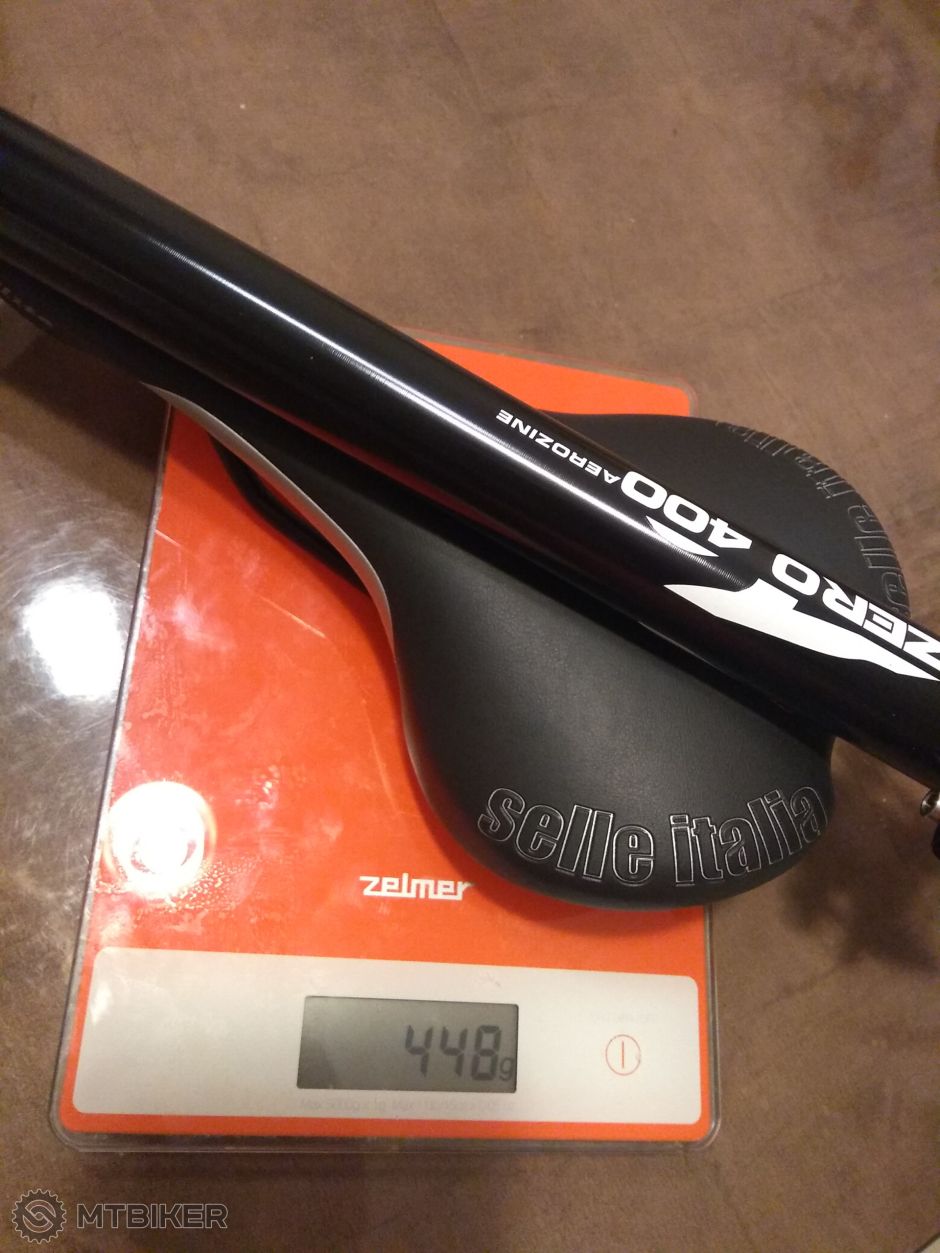 AEROZINE
ZERO 400
selle italia
selle italia
zelmer
448g
MTBIKER